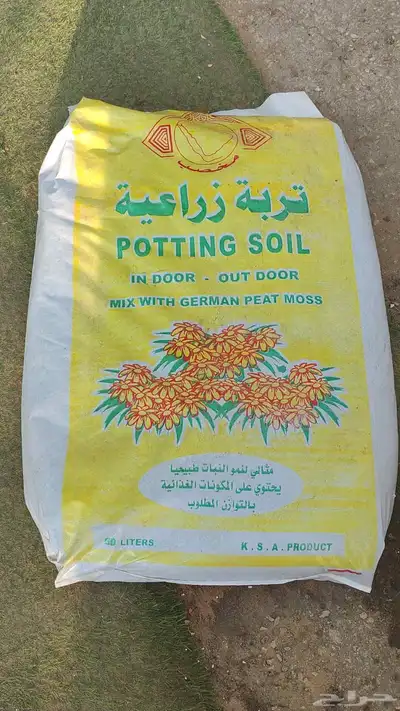 مخصب
تربة زراعية
POTTING SOIL
IN DOOR - OUT DOOR
MIX WITH GERMAN PEAT MOSS
مثالي لنمو النبات طبيعيا
يحتوي على المكونات الغذائية
بالتوازن المطلوب
50 LITERS
K . S . A . PRODUCT
حراج